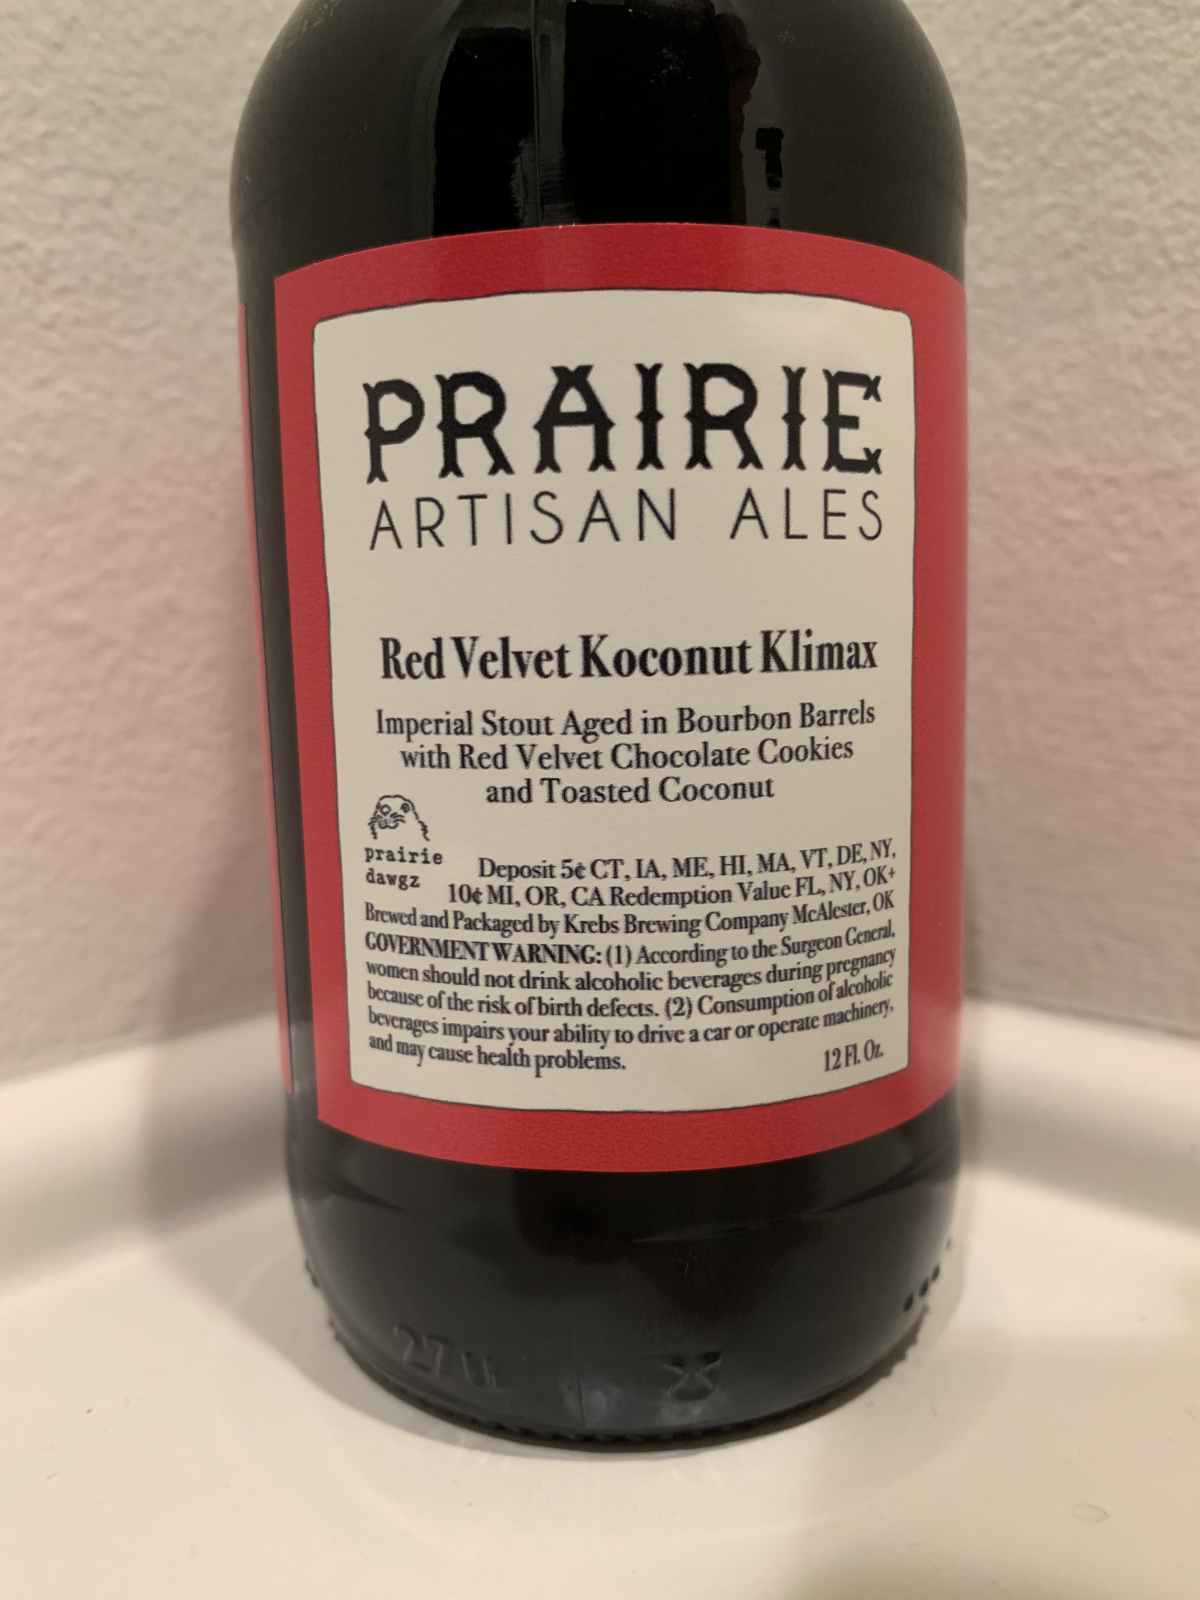 PRAIRIE
ARTISAN ALES
Red Velvet Koconut Klimax
Imperial Stout Aged in Bourbon Barrels
with Red Velvet Chocolate Cookies
and Toasted Coconut
prairie
dawgz
Deposit 5¢ CT, IA, ME, HI, MA, VT, DE, NY,
10¢ MI, OR, CA Redemption Value FL, NY, OK+
Brewed and Packaged by Krebs Brewing Company McAlester, OK
GOVERNMENT WARNING: (1) According to the Surgeon General,
women should not drink alcoholic beverages during pregnancy
because of the risk of birth defects. (2) Consumption of alcoholic
beverages impairs your ability to drive a car or operate machinery,
and may cause health problems.
12 Fl. Oz.
27 U